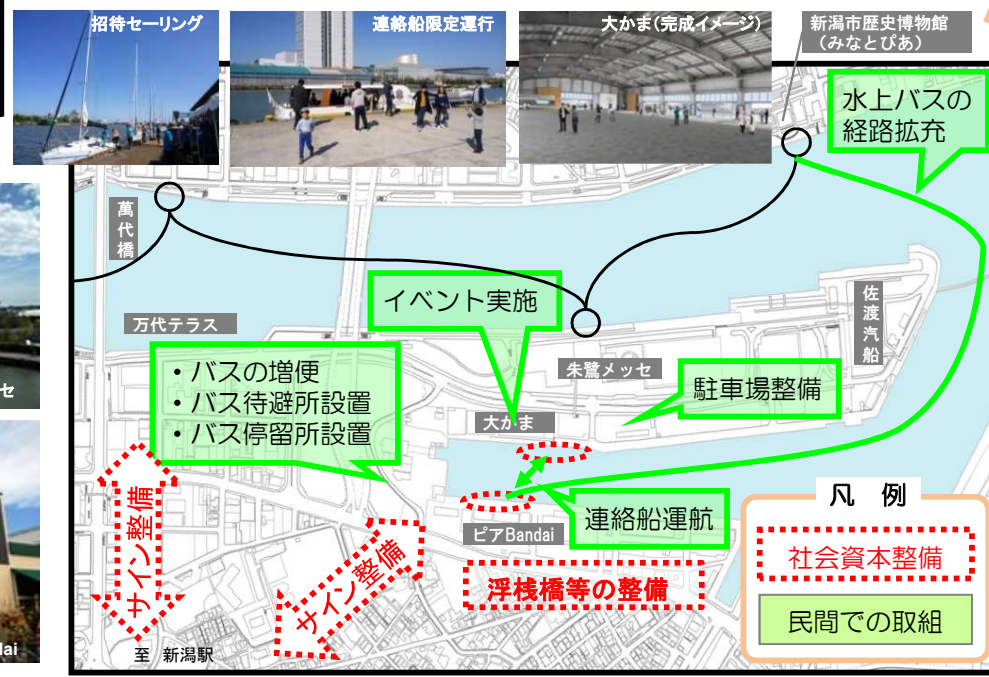 招待セーリング
連絡船限定運行
大かま(完成イメージ)
新潟市歴史博物館
(みなとぴあ)
水上バスの
経路拡充
萬代橋
イベント実施
佐渡汽船
万代テラス
・バスの増便
・バス待避所設置
・バス停留所設置
朱鷺メッセ
駐車場整備
大かま
セ
サイン整備
サイン整備
連絡船運航
ピアBandai
浮桟橋等の整備
凡 例
社会資本整備
民間での取組
至 新潟駅
dai